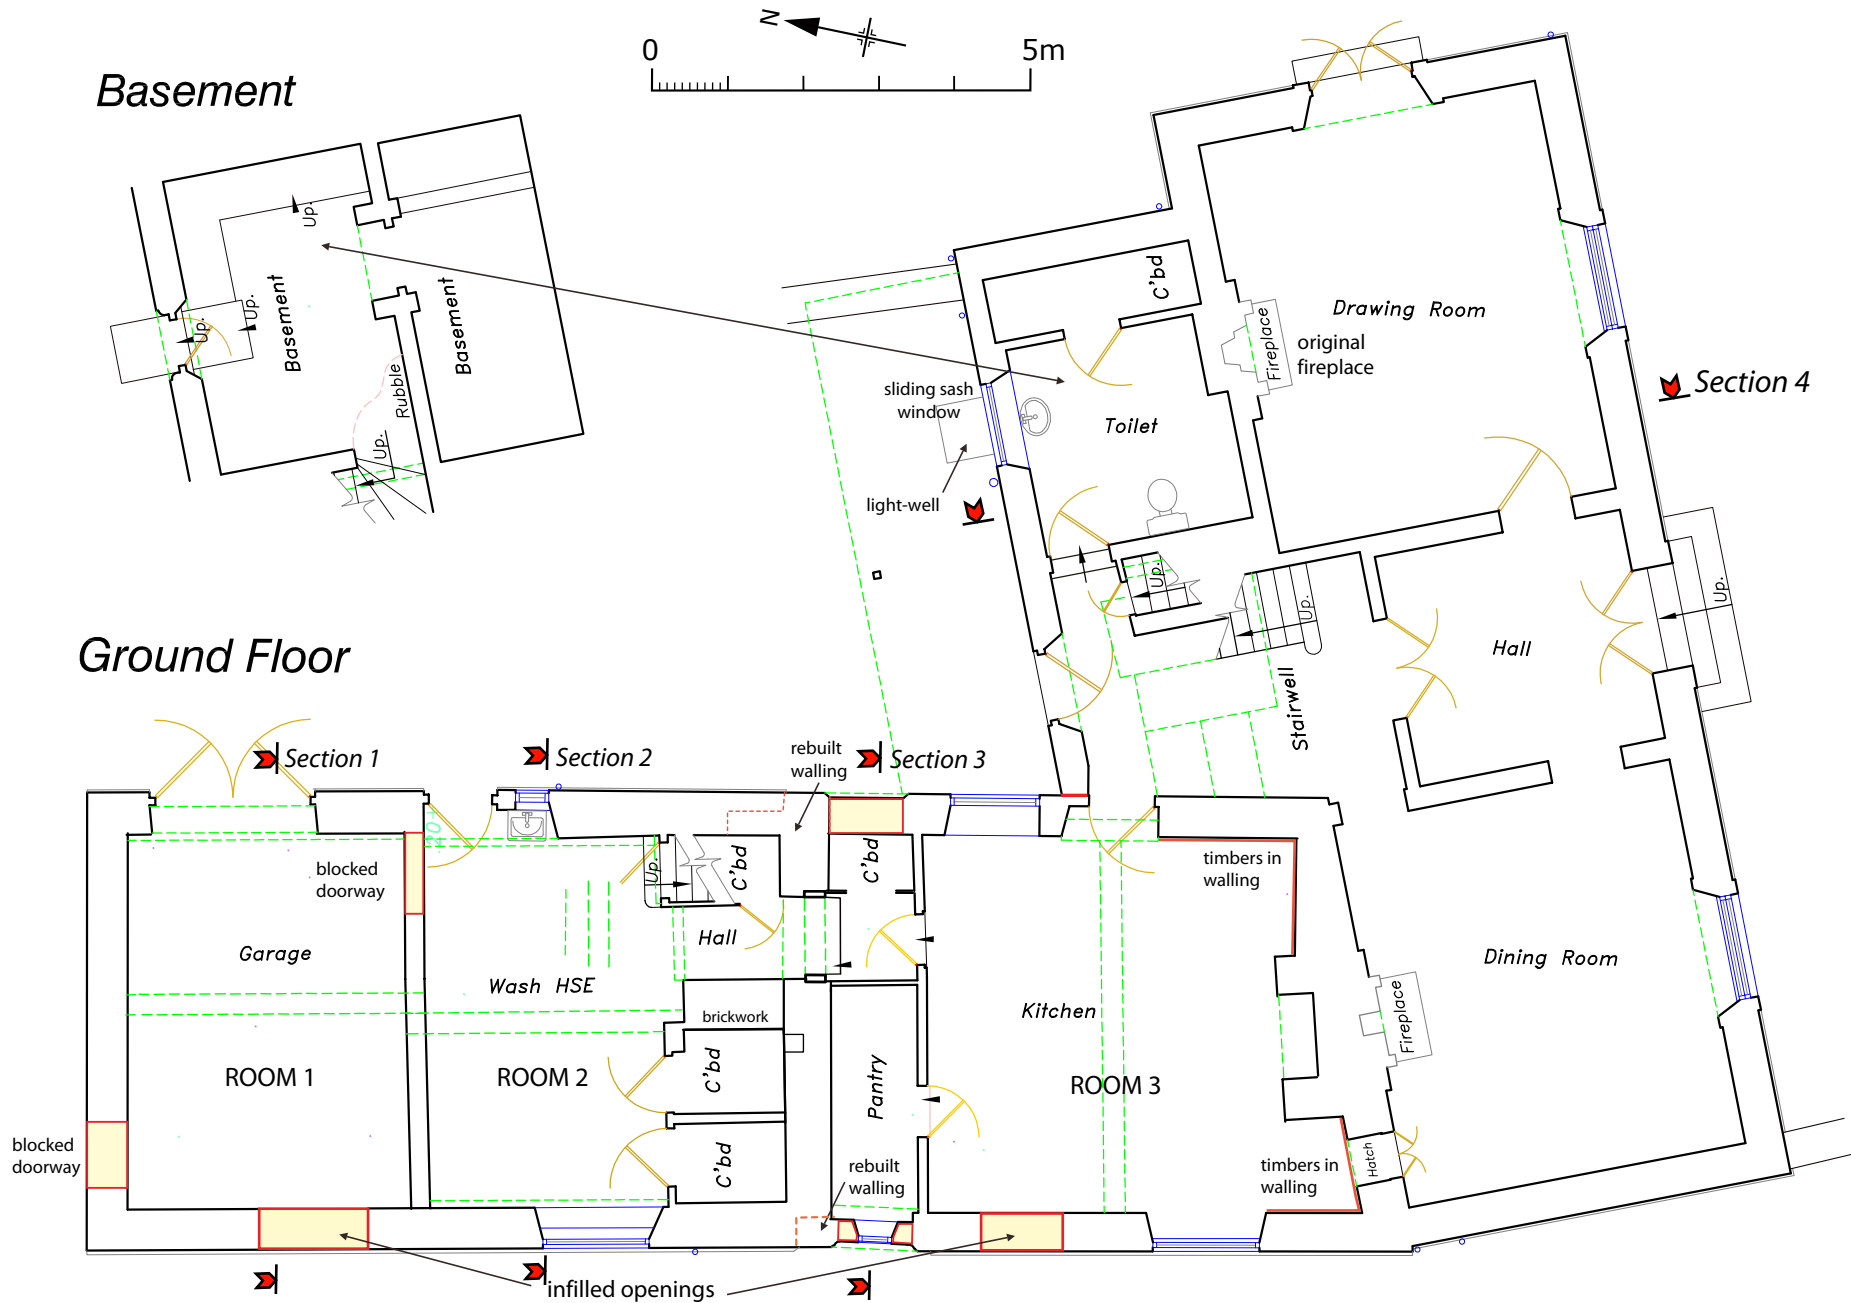 N
0
5m
Basement
Up.
Up.
Up.
Basement
Basement
Rubble
Up.
C'bd
Drawing Room
Fireplace
original
fireplace
sliding sash
window
Toilet
Section 4
light-well
Up.
Up.
Up.
Hall
Stairwell
Ground Floor
Section 1
Section 2
rebuilt
walling
Section 3
blocked
doorway
Up.
C'bd
C'bd
timbers in
walling
Garage
Hall
Wash HSE
Dining Room
Kitchen
brickwork
Fireplace
ROOM 1
ROOM 2
C'bd
Pantry
ROOM 3
blocked
doorway
C'bd
rebuilt
walling
timbers in
walling
Hatch
infilled openings